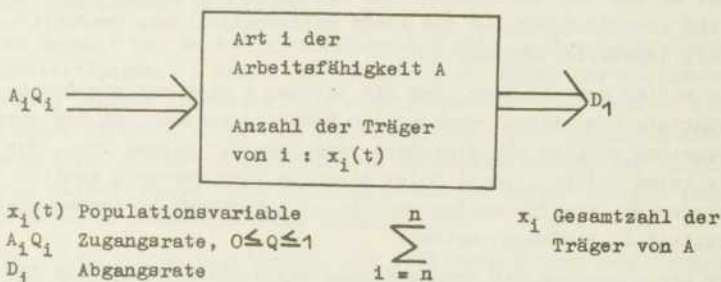 Art i der
Arbeitsfähigkeit A
A_iQ_i
D_1
Anzahl der Träger
von i : x_i(t)
x_i(t) Populationsvariable
A_iQ_i Zugangsrate, 0≤Q≤1
D_i Abgangsrate
n
∑
i = n
x_i Gesamtzahl der
Träger von A